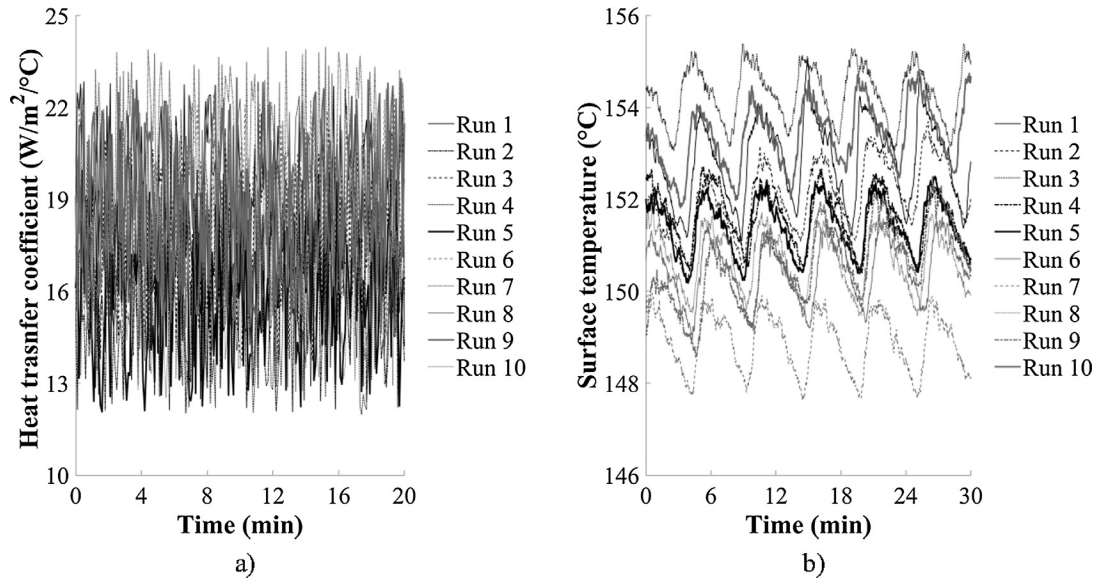 25
22
19
16
13
10
Heat trasnfer coefficient (W/m²/°C)
0
4
8
12
16
20
Time (min)
Run 1
Run 2
Run 3
Run 4
Run 5
Run 6
Run 7
Run 8
Run 9
Run 10
a)
156
154
152
150
148
146
Surface temperature (°C)
0
6
12
18
24
30
Time (min)
Run 1
Run 2
Run 3
Run 4
Run 5
Run 6
Run 7
Run 8
Run 9
Run 10
b)